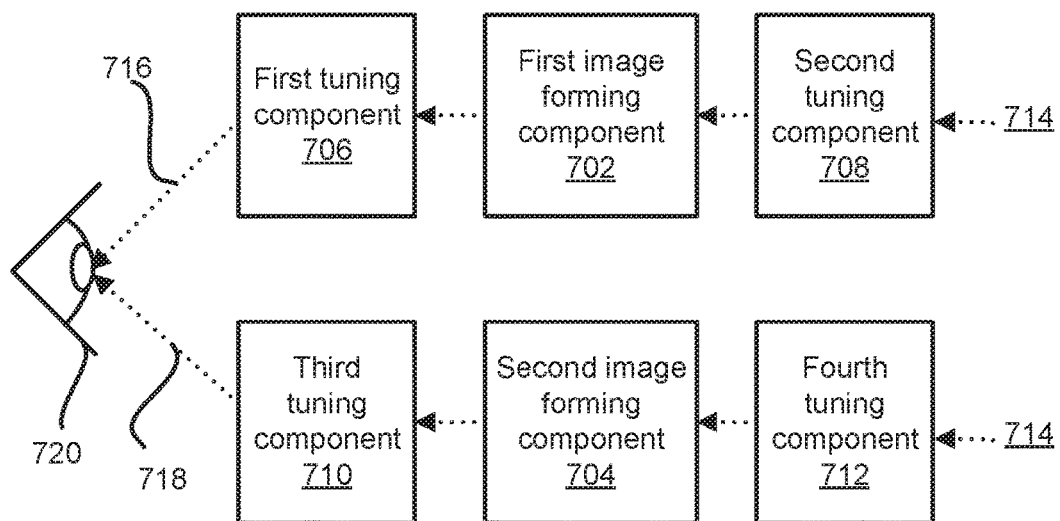 716
First tuning
component
706
First image
forming
component
702
Second
tuning
component
708
714
720
718
Third
tuning
component
710
Second image
forming
component
704
Fourth
tuning
component
712
714